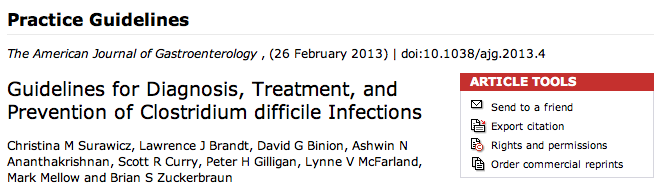 Practice Guidelines
The American Journal of Gastroenterology , (26 February 2013) | doi:10.1038/ajg.2013.4
Guidelines for Diagnosis, Treatment, and
Prevention of Clostridium difficile Infections
Christina M Surawicz, Lawrence J Brandt, David G Binion, Ashwin N
Ananthakrishnan, Scott R Curry, Peter H Gilligan, Lynne V McFarland,
Mark Mellow and Brian S Zuckerbraun
ARTICLE TOOLS
Send to a friend
Export citation
Rights and permissions
Order commercial reprints